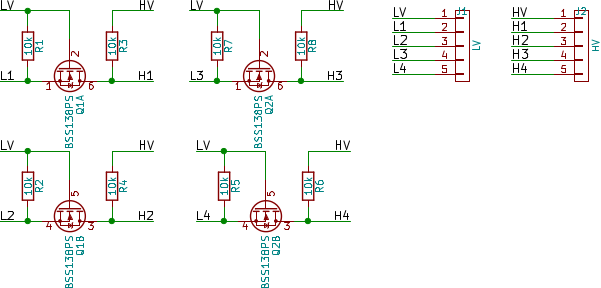 LV HV
10k R1
10k R3
2
L1 1 6 H1
BSS138PS
Q1A
LV HV
10k R7
10k R8
2
L3 1 6 H3
BSS138PS
Q2A
J1
LV 1
L1 2
L2 3
L3 4
L4 5
LV
J2
HV 1
H1 2
H2 3
H3 4
H4 5
HV
LV HV
10k R2
10k R4
5
L2 4 3 H2
BSS138PS
Q1B
LV HV
10k R5
10k R6
5
L4 4 3 H4
BSS138PS
Q2B